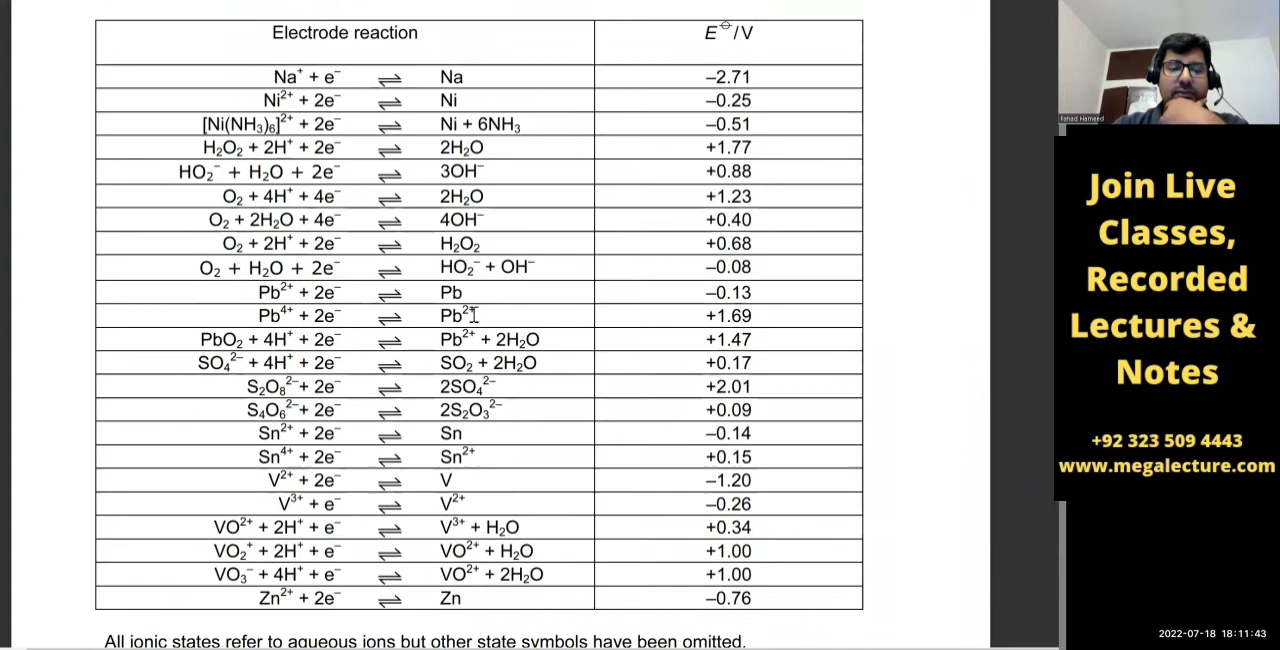 Electrode reaction E⦵/V
Na⁺ + e⁻ ⇌ Na –2.71
Ni²⁺ + 2e⁻ ⇌ Ni –0.25
[Ni(NH₃)₆]²⁺ + 2e⁻ ⇌ Ni + 6NH₃ –0.51
H₂O₂ + 2H⁺ + 2e⁻ ⇌ 2H₂O +1.77
HO₂⁻ + H₂O + 2e⁻ ⇌ 3OH⁻ +0.88
O₂ + 4H⁺ + 4e⁻ ⇌ 2H₂O +1.23
O₂ + 2H₂O + 4e⁻ ⇌ 4OH⁻ +0.40
O₂ + 2H⁺ + 2e⁻ ⇌ H₂O₂ +0.68
O₂ + H₂O + 2e⁻ ⇌ HO₂⁻ + OH⁻ –0.08
Pb²⁺ + 2e⁻ ⇌ Pb –0.13
Pb⁴⁺ + 2e⁻ ⇌ Pb²⁺ +1.69
PbO₂ + 4H⁺ + 2e⁻ ⇌ Pb²⁺ + 2H₂O +1.47
SO₄²⁻ + 4H⁺ + 2e⁻ ⇌ SO₂ + 2H₂O +0.17
S₂O₈²⁻ + 2e⁻ ⇌ 2SO₄²⁻ +2.01
S₄O₆²⁻ + 2e⁻ ⇌ 2S₂O₃²⁻ +0.09
Sn²⁺ + 2e⁻ ⇌ Sn –0.14
Sn⁴⁺ + 2e⁻ ⇌ Sn²⁺ +0.15
V²⁺ + 2e⁻ ⇌ V –1.20
V³⁺ + e⁻ ⇌ V²⁺ –0.26
VO²⁺ + 2H⁺ + e⁻ ⇌ V³⁺ + H₂O +0.34
VO₂⁺ + 2H⁺ + e⁻ ⇌ VO²⁺ + H₂O +1.00
VO₃⁻ + 4H⁺ + e⁻ ⇌ VO²⁺ + 2H₂O +1.00
Zn²⁺ + 2e⁻ ⇌ Zn –0.76
All ionic states refer to aqueous ions but other state symbols have been omitted.
Fahad Hameed
Join Live
Classes,
Recorded
Lectures &
Notes
+92 323 509 4443
www.megalecture.com
2022-07-18 18:11:43